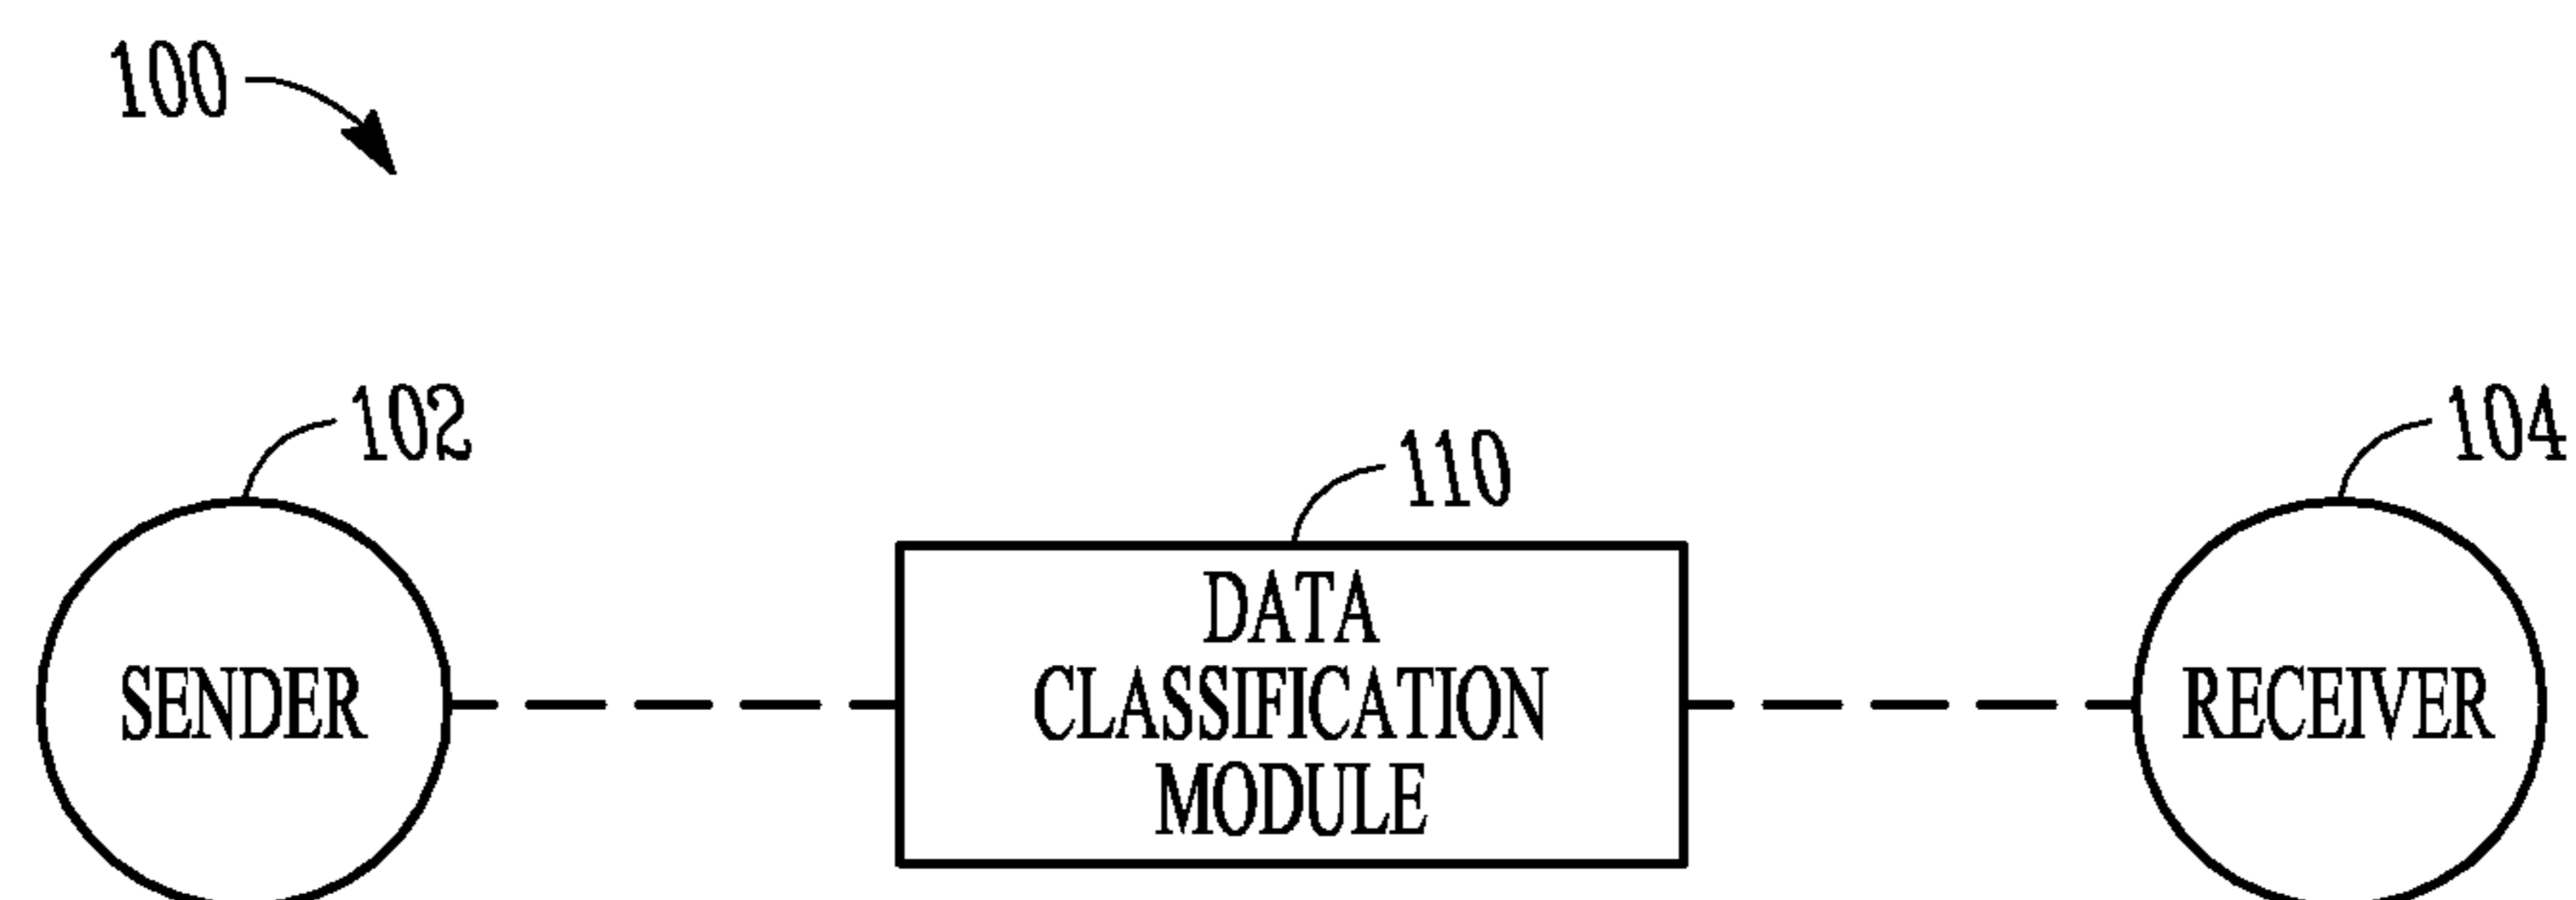 100
102
110
104
DATA
SENDER
CLASSIFICATION
RECEIVER
MODULE